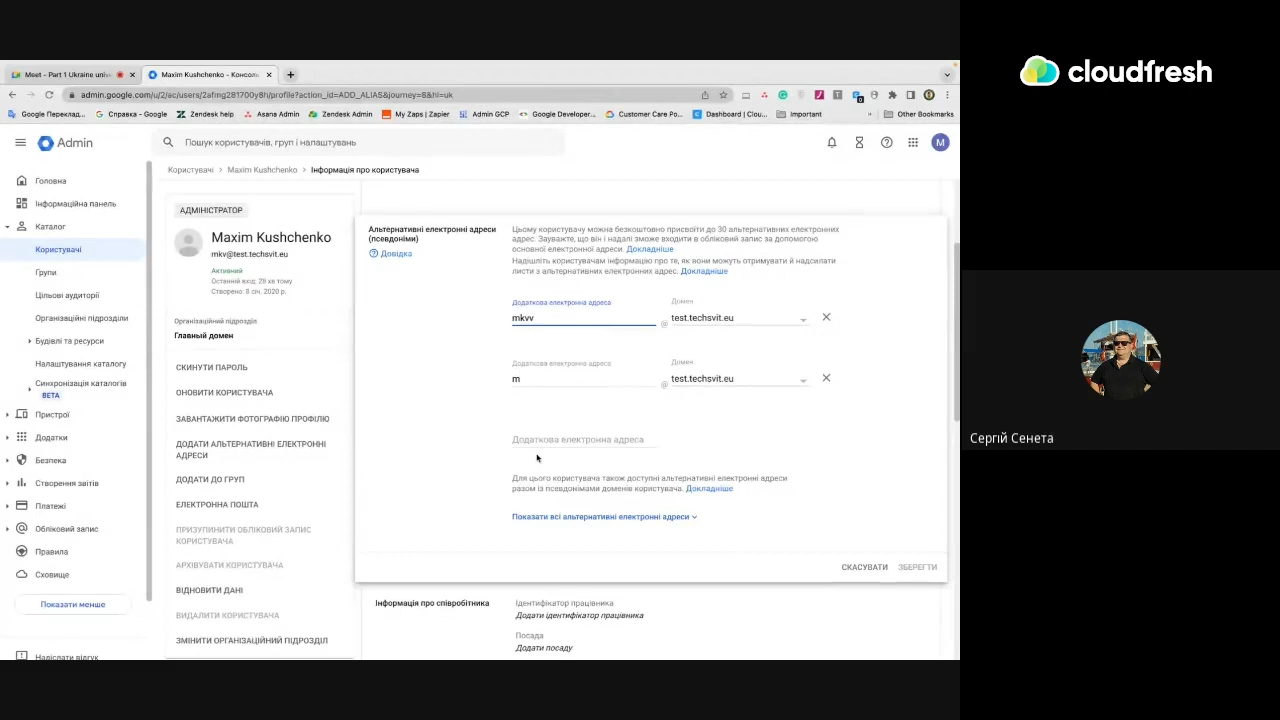 Meet – Part 1 Ukraine univ
Maxim Kushchenko – Консоль
admin.google.com/u/2/ac/users/2afmg281700y8h/profile?action_id=ADD_ALIAS&journey=8&hl=uk
Google Переклад...
Справка – Google
Zendesk help
Asana Admin
Zendesk Admin
My Zaps | Zapier
Admin GCP
Google Developer...
Customer Care Po...
Dashboard | Clou...
Important
Other Bookmarks
Admin
Пошук користувачів, груп і налаштувань
M
Користувачі > Maxim Kushchenko > Інформація про користувача
Головна
Інформаційна панель
Каталог
Користувачі
Групи
Цільові аудиторії
Організаційні підрозділи
Будівлі та ресурси
Налаштування каталогу
Синхронізація каталогів
BETA
Пристрої
Додатки
Безпека
Створення звітів
Платежі
Обліковий запис
Правила
Сховище
Показати менше
Надіслати відгук
АДМІНІСТРАТОР
Maxim Kushchenko
mkv@test.techsvit.eu
Активний
Останній вхід: 29 хв тому
Створено: 8 січ. 2020 р.
Організаційний підрозділ
Главный домен
СКИНУТИ ПАРОЛЬ
ОНОВИТИ КОРИСТУВАЧА
ЗАВАНТАЖИТИ ФОТОГРАФІЮ ПРОФІЛЮ
ДОДАТИ АЛЬТЕРНАТИВНІ ЕЛЕКТРОННІ
АДРЕСИ
ДОДАТИ ДО ГРУП
ЕЛЕКТРОННА ПОШТА
ПРИЗУПИНИТИ ОБЛІКОВИЙ ЗАПИС
КОРИСТУВАЧА
АРХІВУВАТИ КОРИСТУВАЧА
ВІДНОВИТИ ДАНІ
ВИДАЛИТИ КОРИСТУВАЧА
ЗМІНИТИ ОРГАНІЗАЦІЙНИЙ ПІДРОЗДІЛ
Альтернативні електронні адреси
(псевдоніми)
Довідка
Цьому користувачу можна безкоштовно присвоїти до 30 альтернативних електронних
адрес. Зауважте, що він і надалі зможе входити в обліковий запис за допомогою
основної електронної адреси. Докладніше
Надішліть користувачам інформацію про те, як вони можуть отримувати й надсилати
листи з альтернативних електронних адрес. Докладніше
Додаткова електронна адреса
Домен
mkvv @ test.techsvit.eu
Додаткова електронна адреса
Домен
m @ test.techsvit.eu
Додаткова електронна адреса
Для цього користувача також доступні альтернативні електронні адреси
разом із псевдонімами доменів користувача. Докладніше
Показати всі альтернативні електронні адреси
СКАСУВАТИ
ЗБЕРЕГТИ
Інформація про співробітника
Ідентифікатор працівника
Додати ідентифікатор працівника
Посада
Додати посаду
cloudfresh
Сергій Сенета